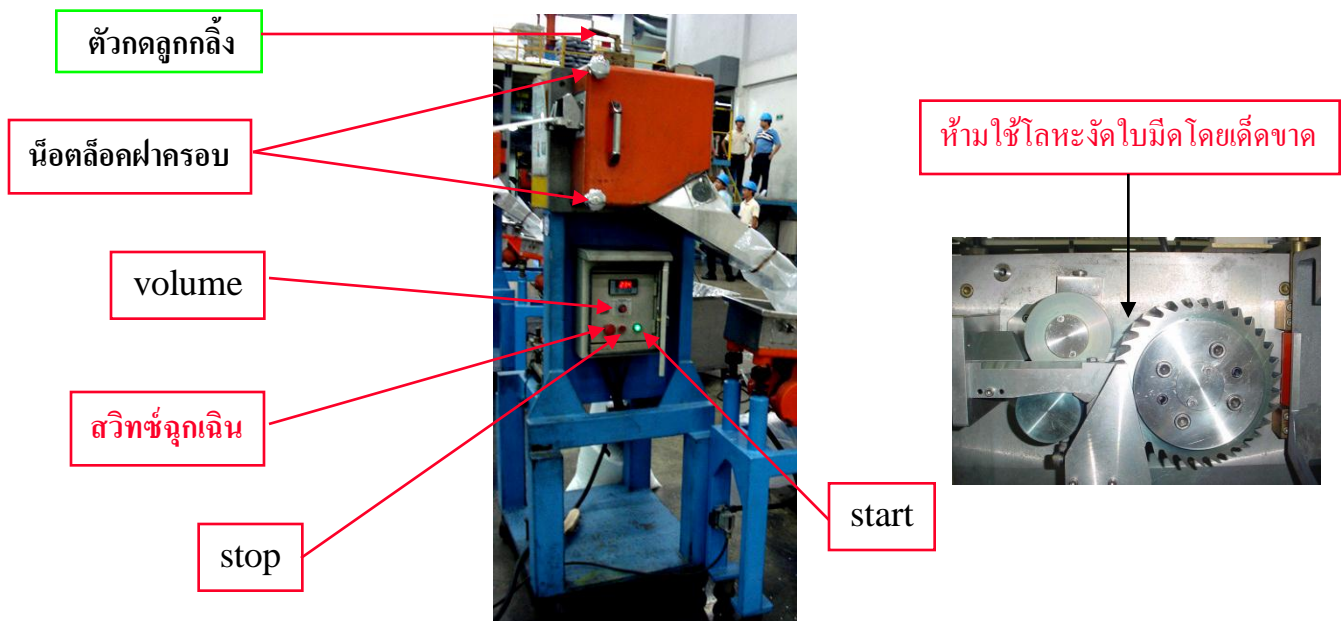 ตัวกดลูกกลิ้ง
น็อตล็อคฝาครอบ
ห้ามใช้โลหะงัดใบมีดโดยเด็ดขาด
volume
สวิทซ์ฉุกเฉิน
start
stop